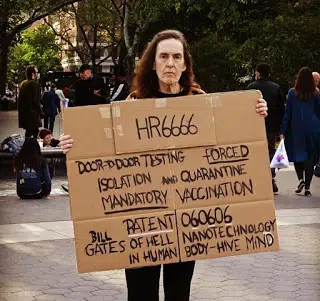 HR6666
DOOR-TO-DOOR TESTING FORCED
ISOLATION AND QUARANTINE
MANDATORY VACCINATION
PATENT 060606
BILL GATES OF HELL IN HUMAN
NANOTECHNOLOGY
BODY-HIVE MIND